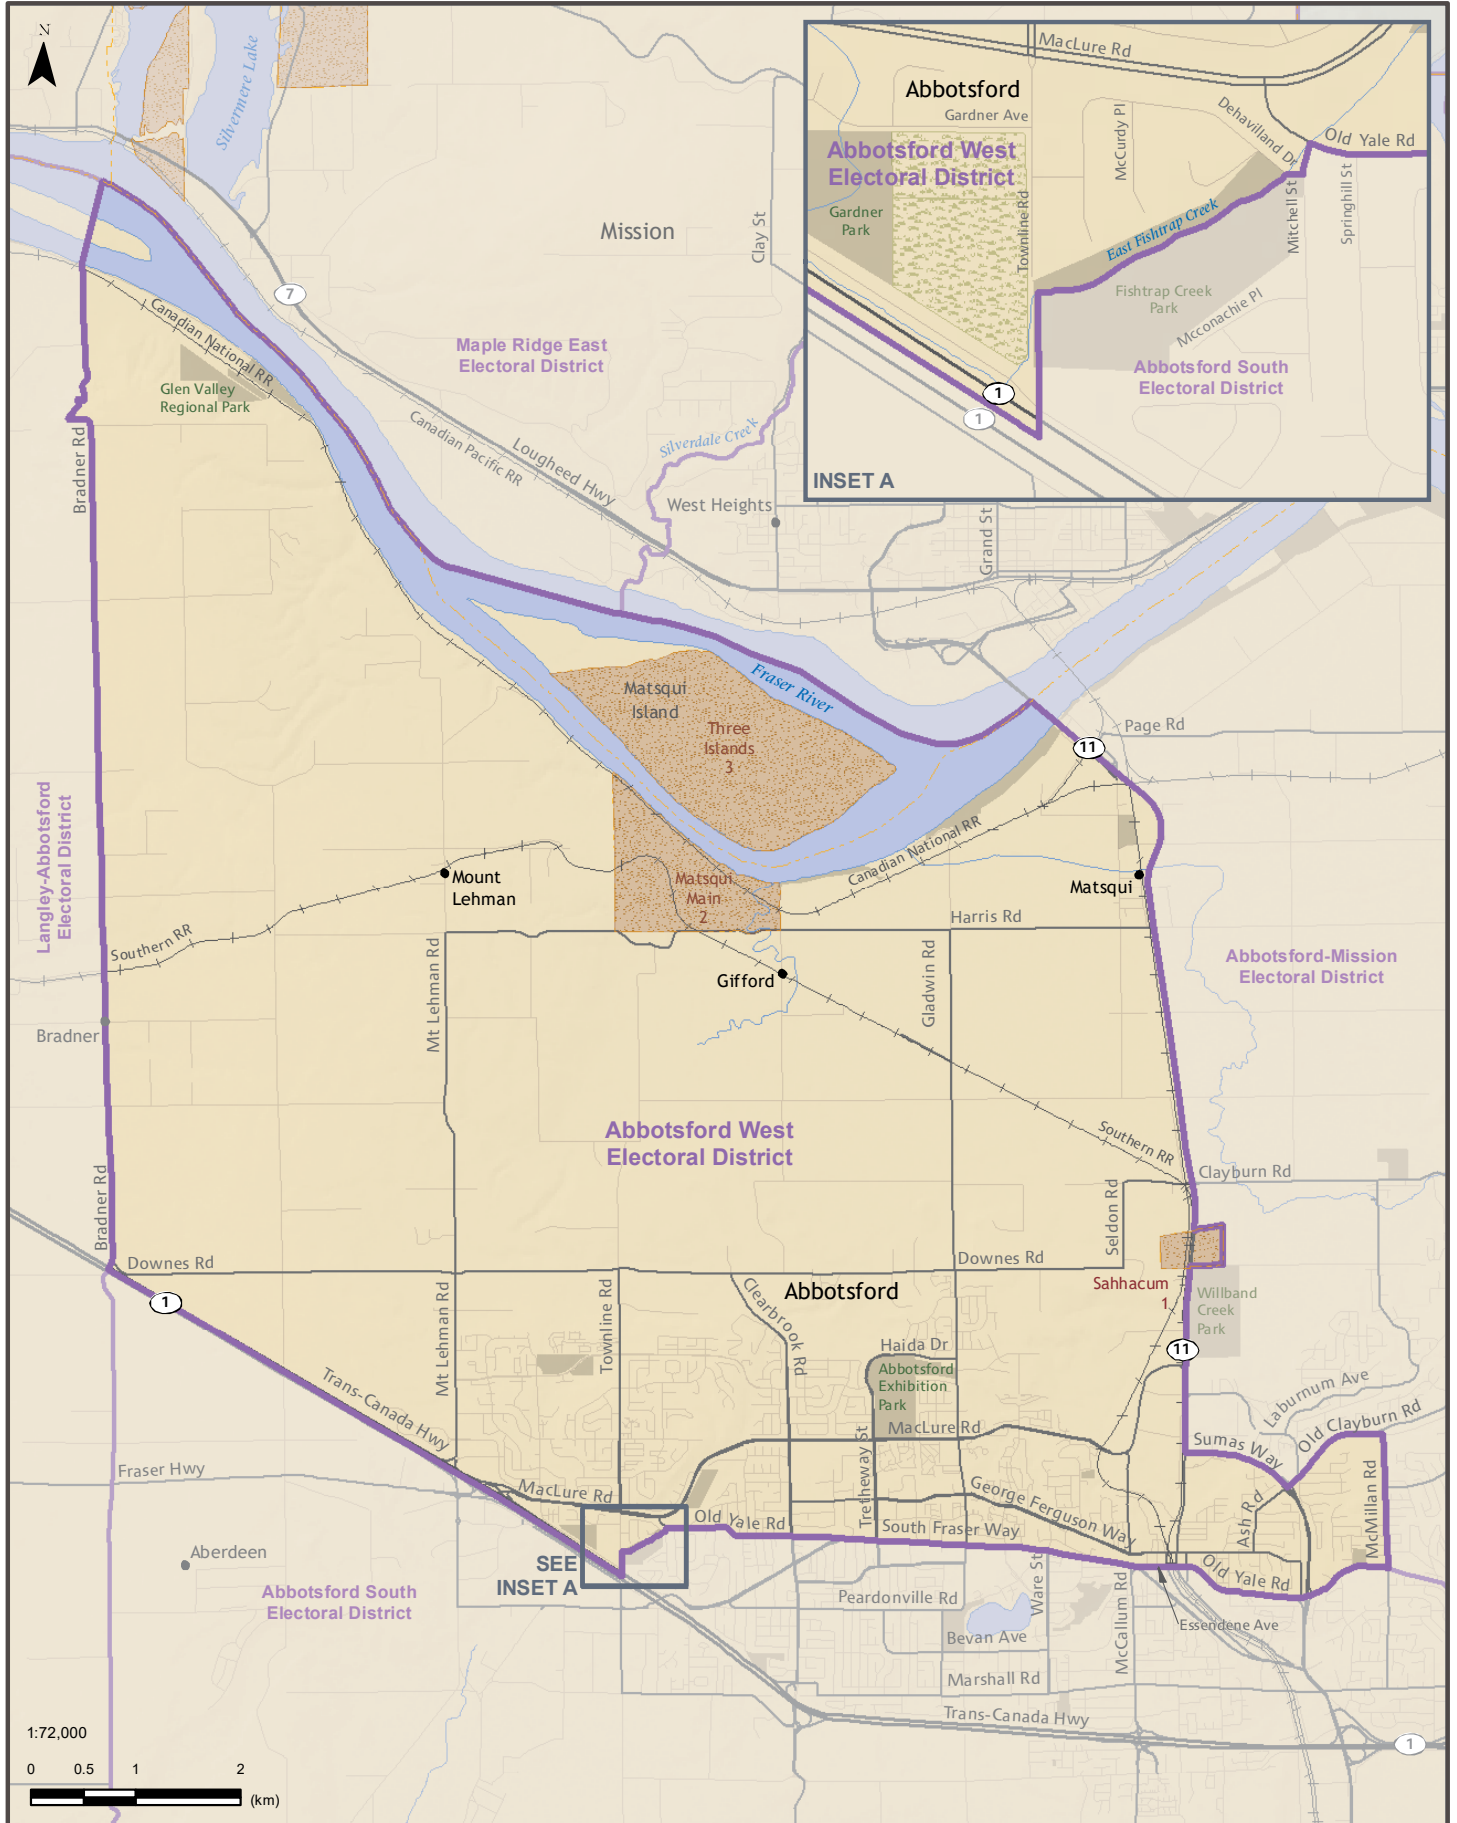 N
Silvermere Lake
Mission
Clay St
7
Canadian National RR
Glen Valley
Regional Park
Maple Ridge East
Electoral District
Canadian Pacific RR
Lougheed Hwy
Silverdale Creek
West Heights
Grand St
Bradner Rd
MacLure Rd
Abbotsford
Gardner Ave
Abbotsford West
Electoral District
Gardner
Park
Townline Rd
McCurdy Pl
Dehavilland Dr
Old Yale Rd
Mitchell St
Springhill St
East Fishtrap Creek
Fishtrap Creek
Park
Mcconachie Pl
Abbotsford South
Electoral District
1
1
INSET A
Matsqui
Island
Three
Islands
3
Fraser River
11
Page Rd
Langley-Abbotsford
Electoral District
Mount
Lehman
Matsqui
Main
2
Canadian National RR
Matsqui
Harris Rd
Southern RR
Mt Lehman Rd
Gifford
Gladwin Rd
Abbotsford-Mission
Electoral District
Bradner
Abbotsford West
Electoral District
Southern RR
Clayburn Rd
Bradner Rd
Seldon Rd
Downes Rd
Downes Rd
Sahhacum
1
Willband
Creek
Park
1
Mt Lehman Rd
Townline Rd
Clearbrook Rd
Abbotsford
Haida Dr
Abbotsford
Exhibition
Park
11
Laburnum Ave
Trans-Canada Hwy
Tretheway St
MacLure Rd
Sumas Way
Old Clayburn Rd
Fraser Hwy
MacLure Rd
Old Yale Rd
George Ferguson Way
South Fraser Way
Ash Rd
McMillan Rd
Aberdeen
SEE
INSET A
Abbotsford South
Electoral District
Old Yale Rd
Peardonville Rd
Ware St
McCallum Rd
Essendene Ave
Bevan Ave
Marshall Rd
Trans-Canada Hwy
1
1:72,000
0 0.5 1 2
(km)